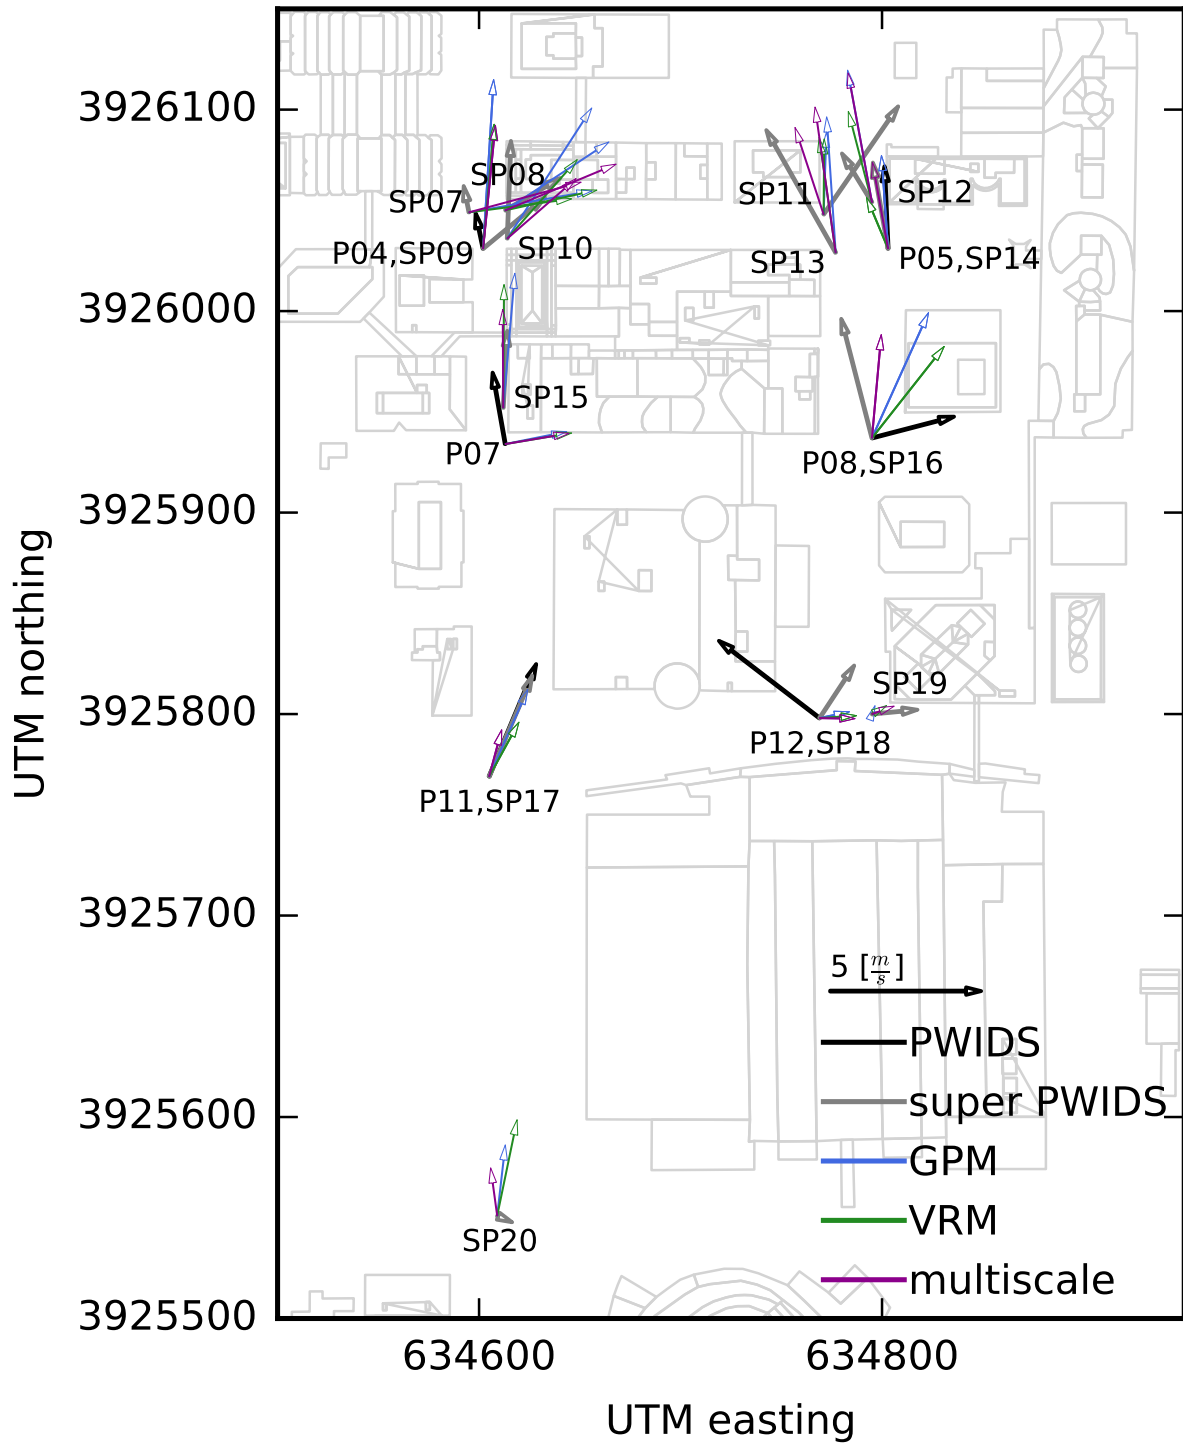 3926100
3926000
3925900
3925800
3925700
3925600
3925500
UTM northing
SP08
SP07
P04,SP09
SP10
SP11
SP12
SP13
P05,SP14
SP15
P07
P08,SP16
SP19
P12,SP18
P11,SP17
SP20
5 [m/s]
PWIDS
super PWIDS
GPM
VRM
multiscale
634600
634800
UTM easting